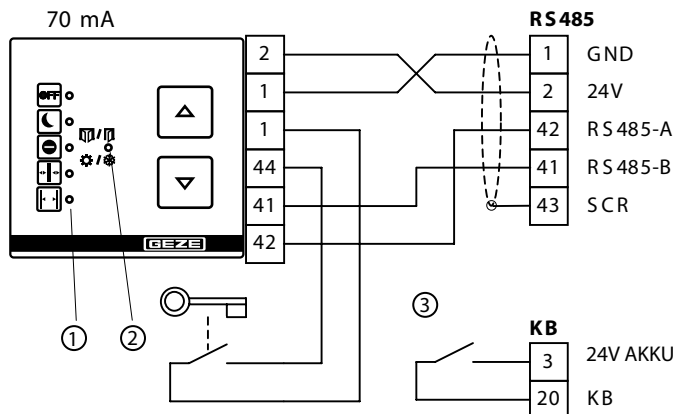 70 mA
RS485
2
1
1
44
41
42
OFF
GEZE
1 GND
2 24V
42 RS485-A
41 RS485-B
43 SCR
1
2
3
KB
3 24V AKKU
20 KB